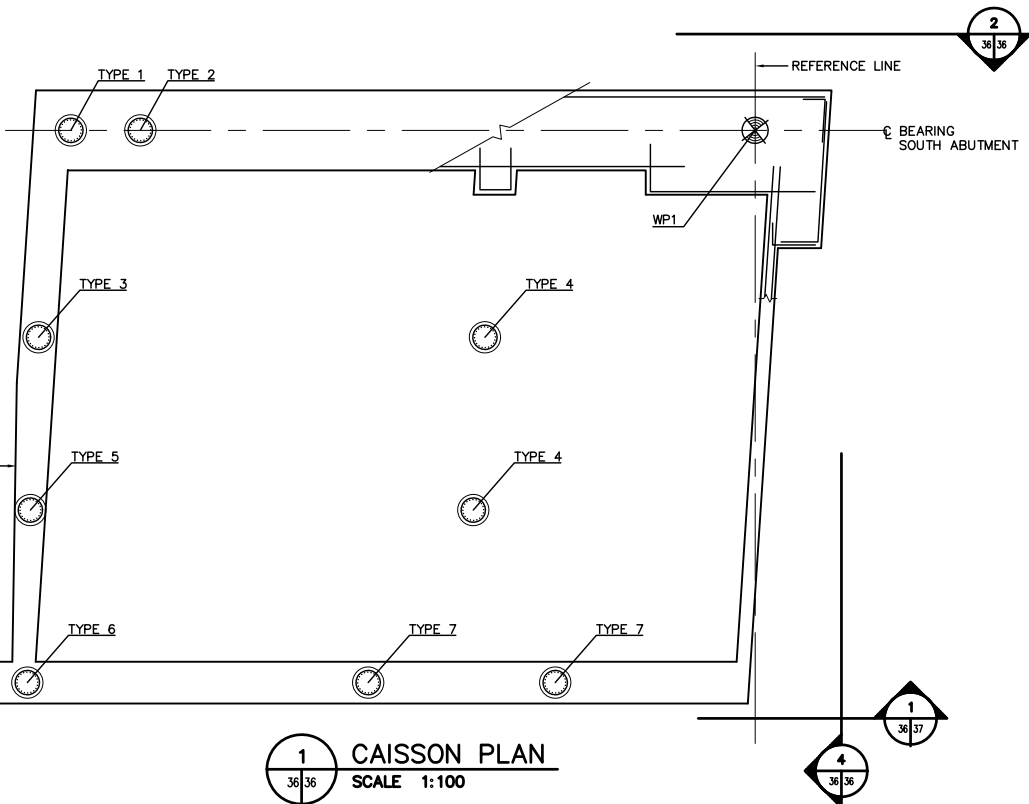 2
36 36
REFERENCE LINE
TYPE 1
TYPE 2
℄ BEARING
SOUTH ABUTMENT
WP1
TYPE 3
TYPE 4
TYPE 5
TYPE 4
TYPE 6
TYPE 7
TYPE 7
1
36 37
1
36 36
CAISSON PLAN
SCALE 1:100
4
36 36